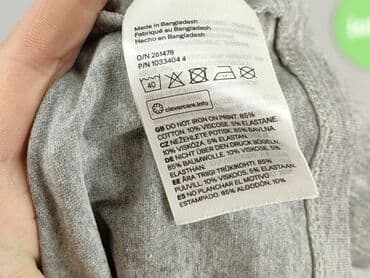 Made in Bangladesh
Fabriqué au Bangladesh
Hecho en Bangladesh
O/N 261479
P/N 1033404 4
40
clevercare.info
GB DO NOT IRON ON PRINT: 85%
COTTON, 10% VISCOSE, 5% ELASTANE.
CZ NEŽEHLETE POTISK: 85% BAVLNA,
10% VISKÓZA, 5% ELASTAN.
DE NICHT ÜBER DEN DRUCK BÜGELN.
85% BAUMWOLLE, 10% VISKOSE, 5%
ELASTAN.
EE ÄRA TRIIGI TRÜKKOHTI. 85%
PUUVILL, 10% VISKOOS, 5% ELASTAAN.
ES NO PLANCHAR EL MOTIVO
ESTAMPADO: 85% ALGODÓN, 10%